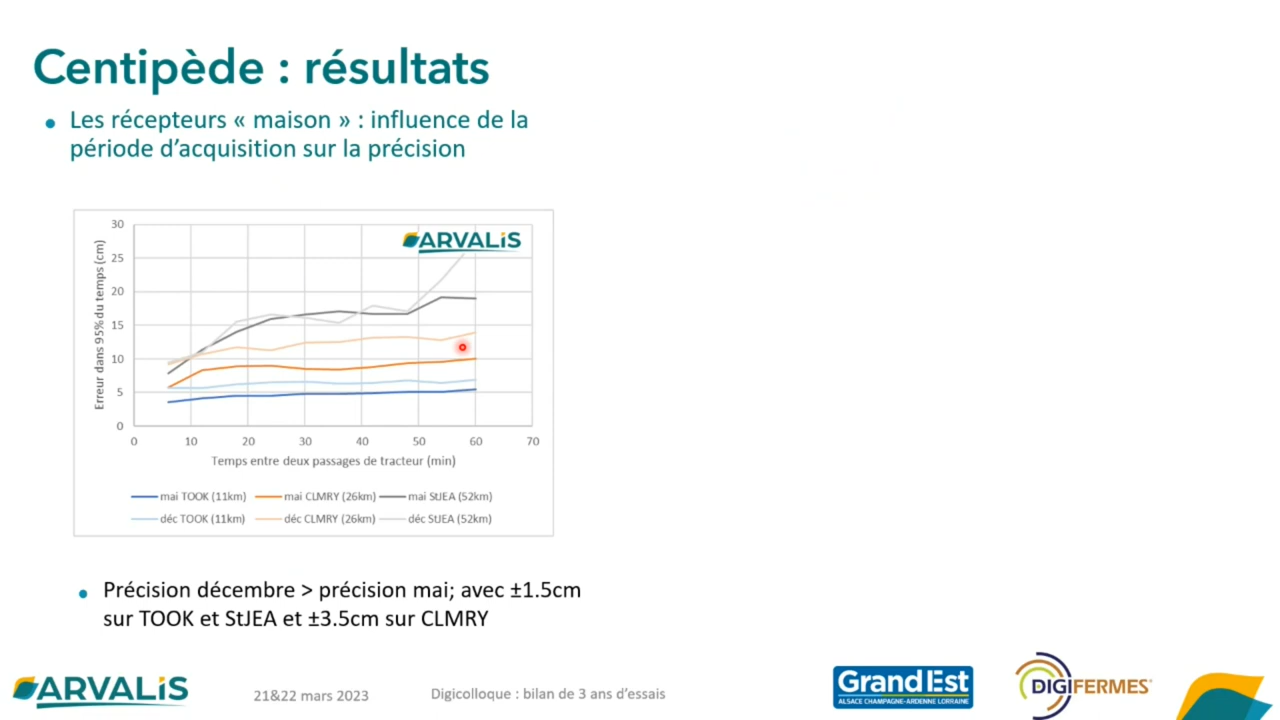 Centipède : résultats
Les récepteurs « maison » : influence de la
période d'acquisition sur la précision
ARVALIS
30
25
20
15
10
5
0
Erreur dans 95% du temps (cm)
0 10 20 30 40 50 60 70
Temps entre deux passages de tracteur (min)
mai TOOK (11km) mai CLMRY (26km) mai StJEA (52km)
déc TOOK (11km) déc CLMRY (26km) déc StJEA (52km)
Précision décembre > précision mai; avec ±1.5cm
sur TOOK et StJEA et ±3.5cm sur CLMRY
ARVALIS
21&22 mars 2023
Digicolloque : bilan de 3 ans d'essais
GrandEst
ALSACE CHAMPAGNE-ARDENNE LORRAINE
DIGIFERMES®